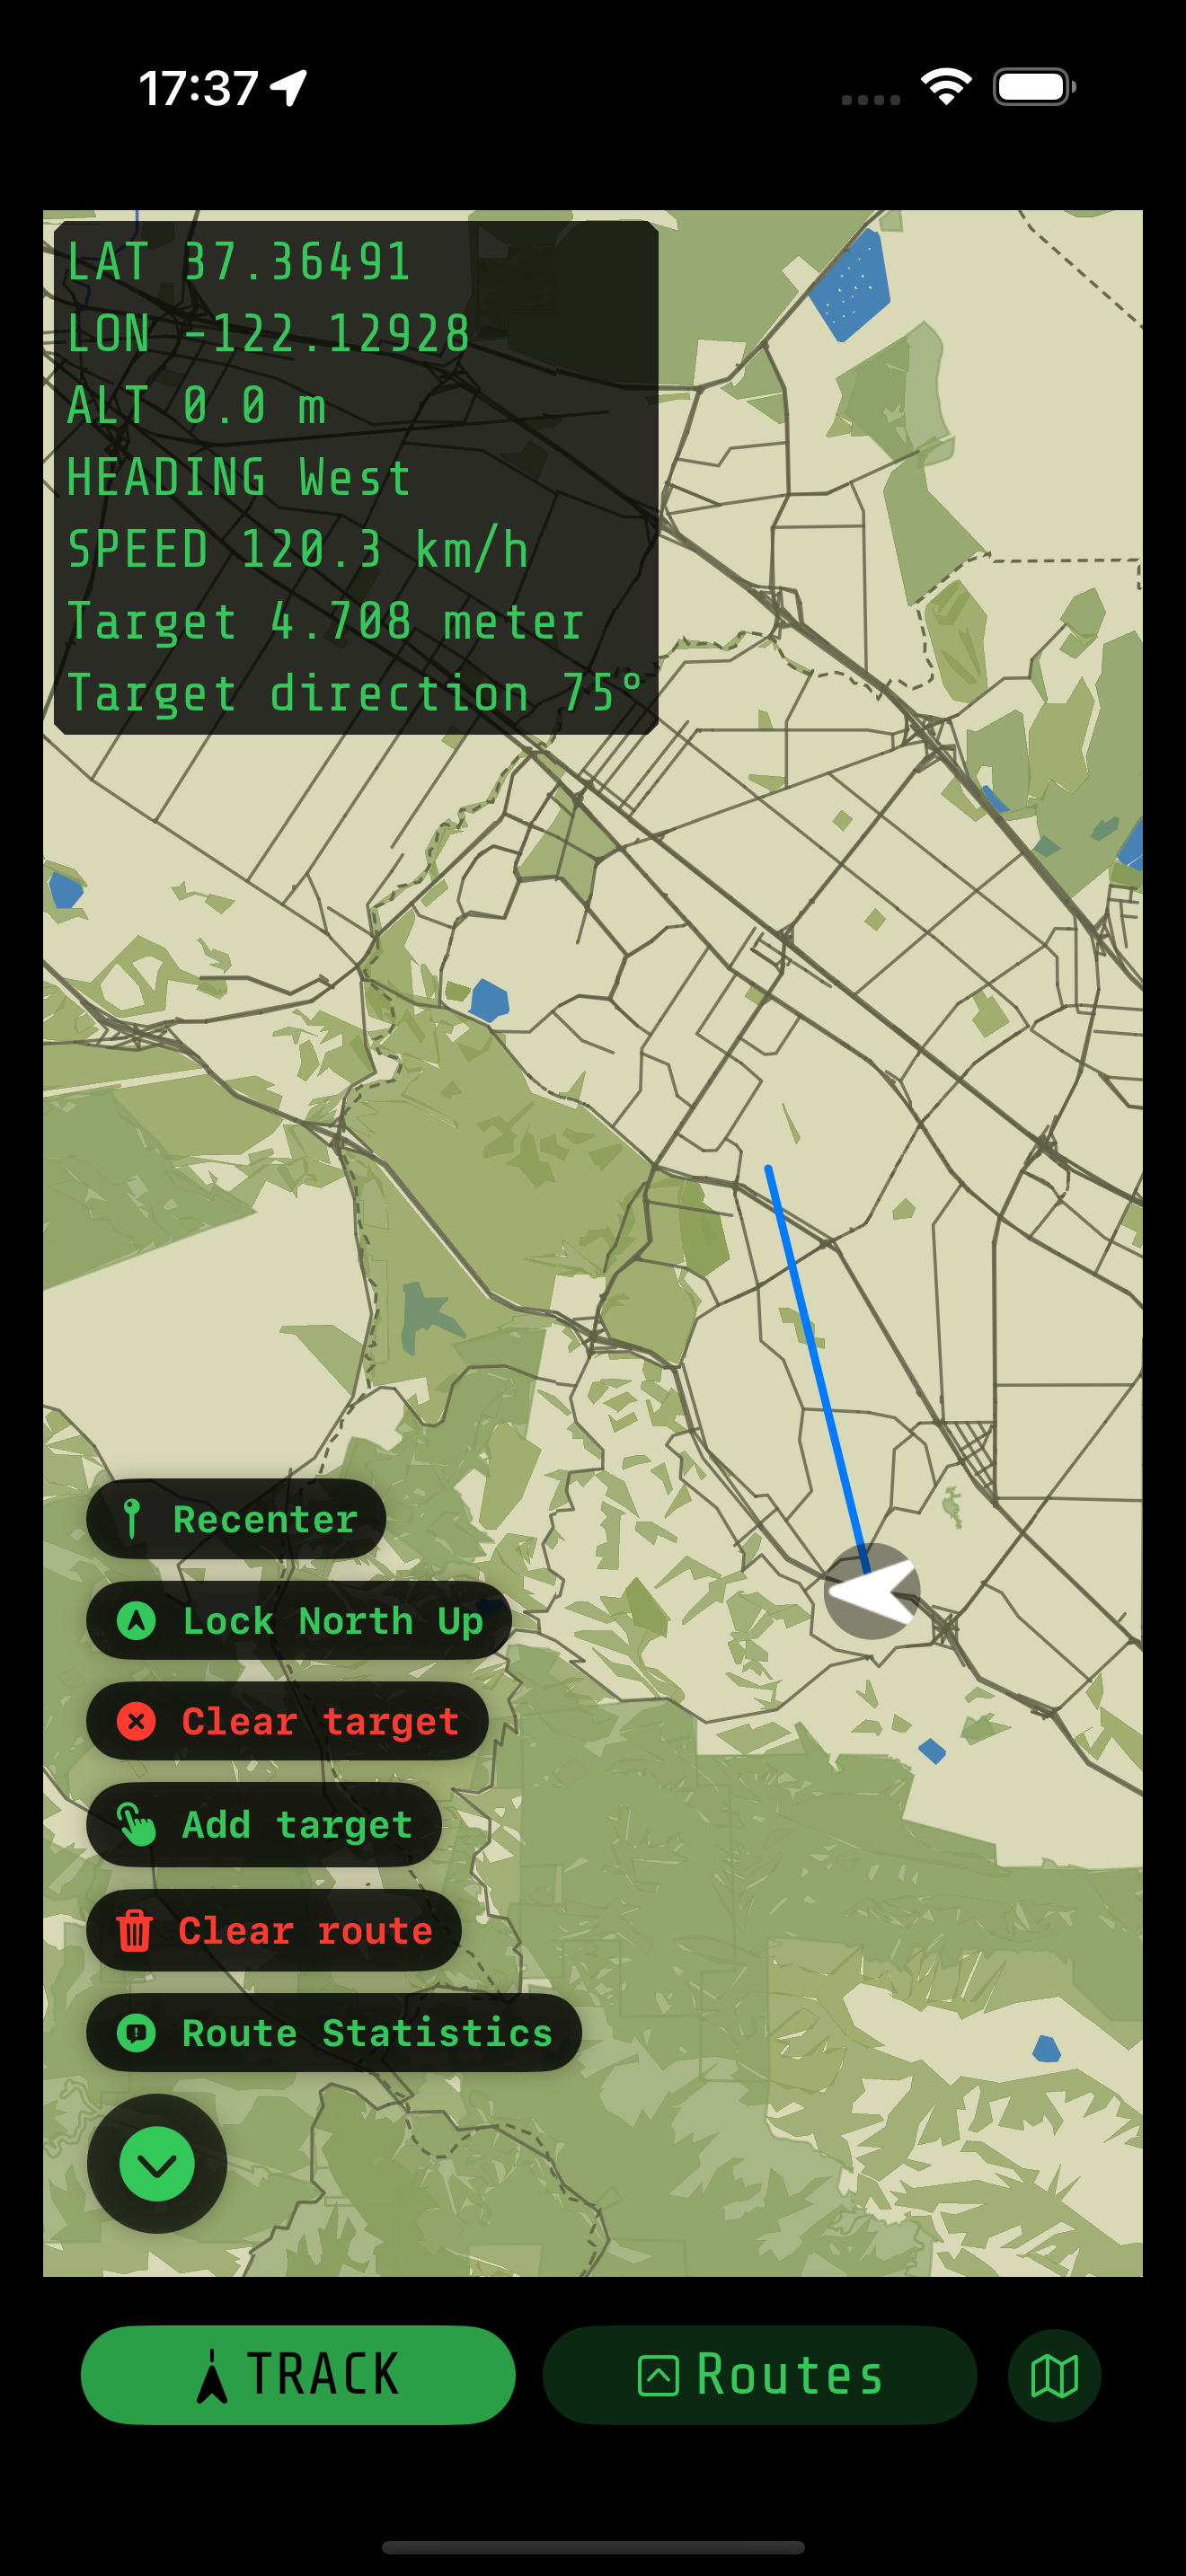 17:37
LAT 37.36491
LON -122.12928
ALT 0.0 m
HEADING West
SPEED 120.3 km/h
Target 4.708 meter
Target direction 75°
Recenter
Lock North Up
Clear target
Add target
Clear route
Route Statistics
TRACK Routes